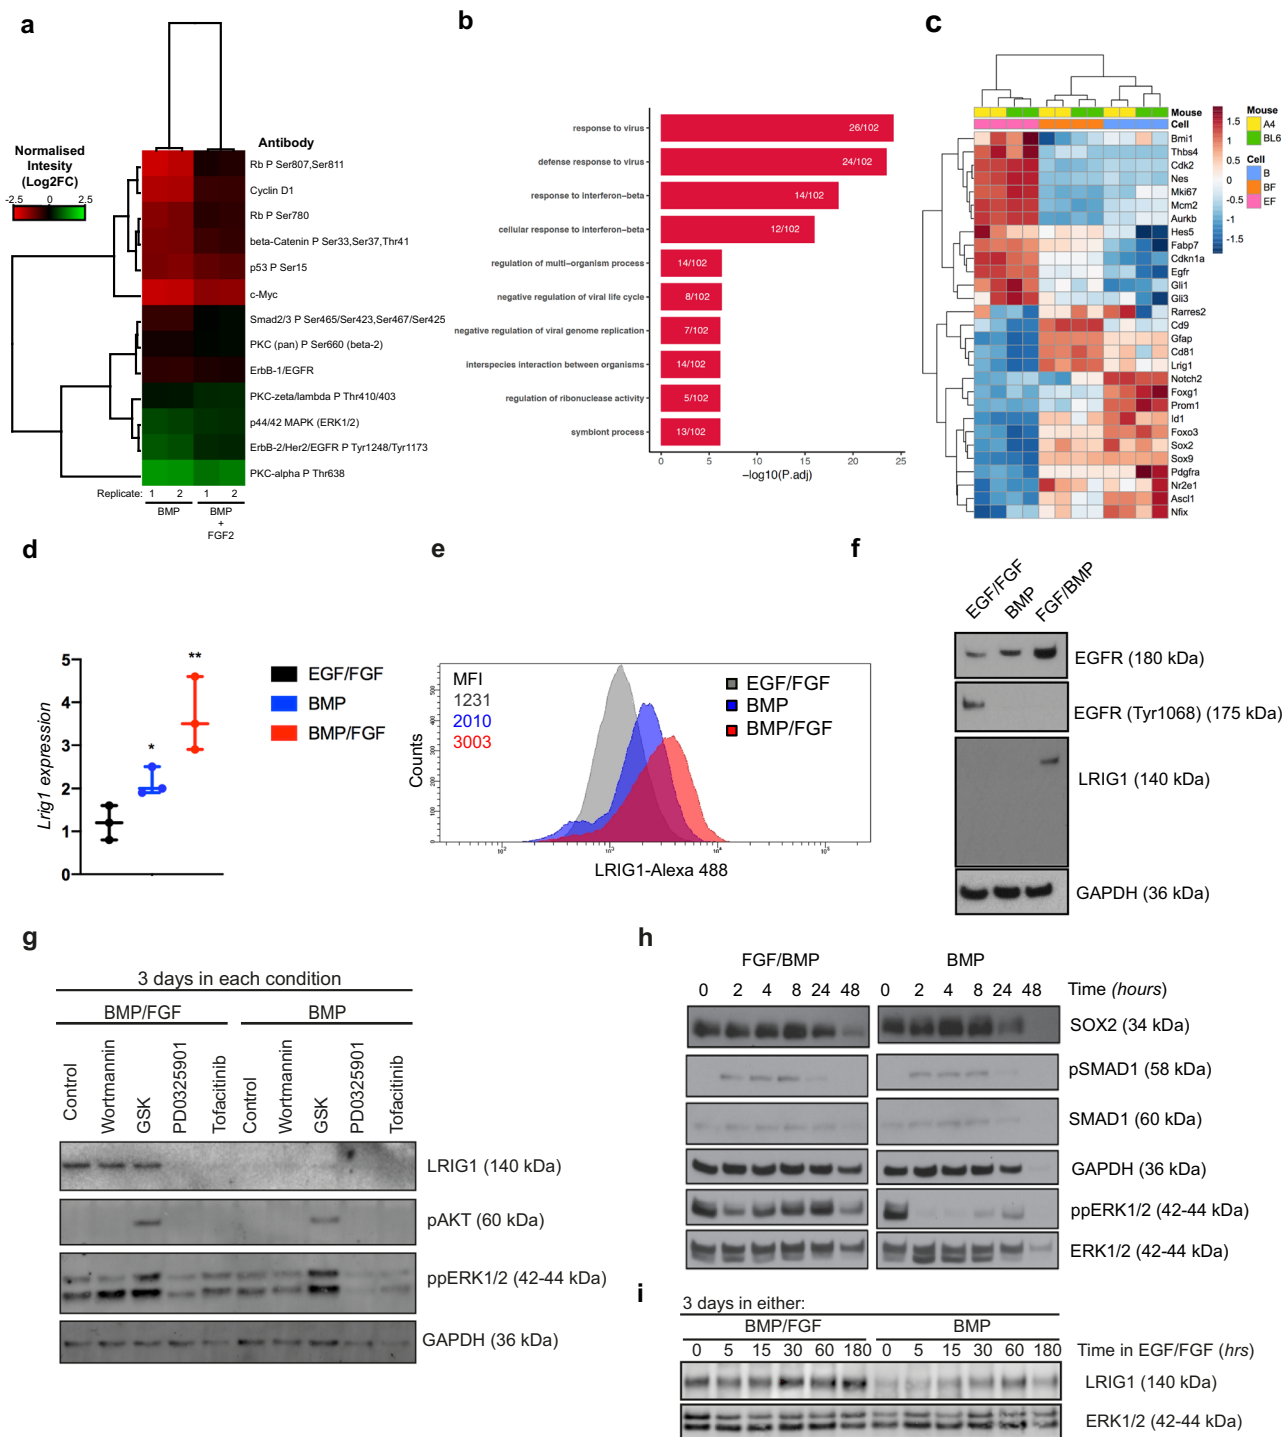 a
Normalised
Intesity
(Log2FC)
-2.5 0 2.5
Antibody
Rb P Ser807,Ser811
Cyclin D1
Rb P Ser780
beta-Catenin P Ser33,Ser37,Thr41
p53 P Ser15
c-Myc
Smad2/3 P Ser465/Ser423,Ser467/Ser425
PKC (pan) P Ser660 (beta-2)
ErbB-1/EGFR
PKC-zeta/lambda P Thr410/403
p44/42 MAPK (ERK1/2)
ErbB-2/Her2/EGFR P Tyr1248/Tyr1173
PKC-alpha P Thr638
Replicate: 1 2 1 2
BMP BMP
+
FGF2
b
response to virus 26/102
defense response to virus 24/102
response to interferon-beta 14/102
cellular response to interferon-beta 12/102
regulation of multi-organism process 14/102
negative regulation of viral life cycle 8/102
negative regulation of viral genome replication 7/102
interspecies interaction between organisms 14/102
regulation of ribonuclease activity 5/102
symbiont process 13/102
0 5 10 15 20 25
-log10(P.adj)
c
Mouse
Cell
Bmi1
Thbs4
Cdk2
Nes
Mki67
Mcm2
Aurkb
Hes5
Fabp7
Cdkn1a
Egfr
Gli1
Gli3
Rarres2
Cd9
Gfap
Cd81
Lrig1
Notch2
Foxg1
Prom1
Id1
Foxo3
Sox2
Sox9
Pdgfra
Nr2e1
Ascl1
Nfix
1.5
1
0.5
0
-0.5
-1
-1.5
Mouse
A4
BL6
Cell
B
BF
EF
d
Lrig1 expression
5
4
3
2
1
0
*
**
EGF/FGF
BMP
BMP/FGF
e
MFI
1231
2010
3003
EGF/FGF
BMP
BMP/FGF
Counts
0 100 200 300 400 500
10² 10³ 10⁴ 10⁵
LRIG1-Alexa 488
f
EGF/FGF BMP FGF/BMP
EGFR (180 kDa)
EGFR (Tyr1068) (175 kDa)
LRIG1 (140 kDa)
GAPDH (36 kDa)
g
3 days in each condition
BMP/FGF BMP
Control Wortmannin GSK PD0325901 Tofacitinib Control Wortmannin GSK PD0325901 Tofacitinib
LRIG1 (140 kDa)
pAKT (60 kDa)
ppERK1/2 (42-44 kDa)
GAPDH (36 kDa)
h
FGF/BMP BMP
0 2 4 8 24 48 0 2 4 8 24 48 Time (hours)
SOX2 (34 kDa)
pSMAD1 (58 kDa)
SMAD1 (60 kDa)
GAPDH (36 kDa)
ppERK1/2 (42-44 kDa)
ERK1/2 (42-44 kDa)
i
3 days in either:
BMP/FGF BMP
0 5 15 30 60 180 0 5 15 30 60 180 Time in EGF/FGF (hrs)
LRIG1 (140 kDa)
ERK1/2 (42-44 kDa)